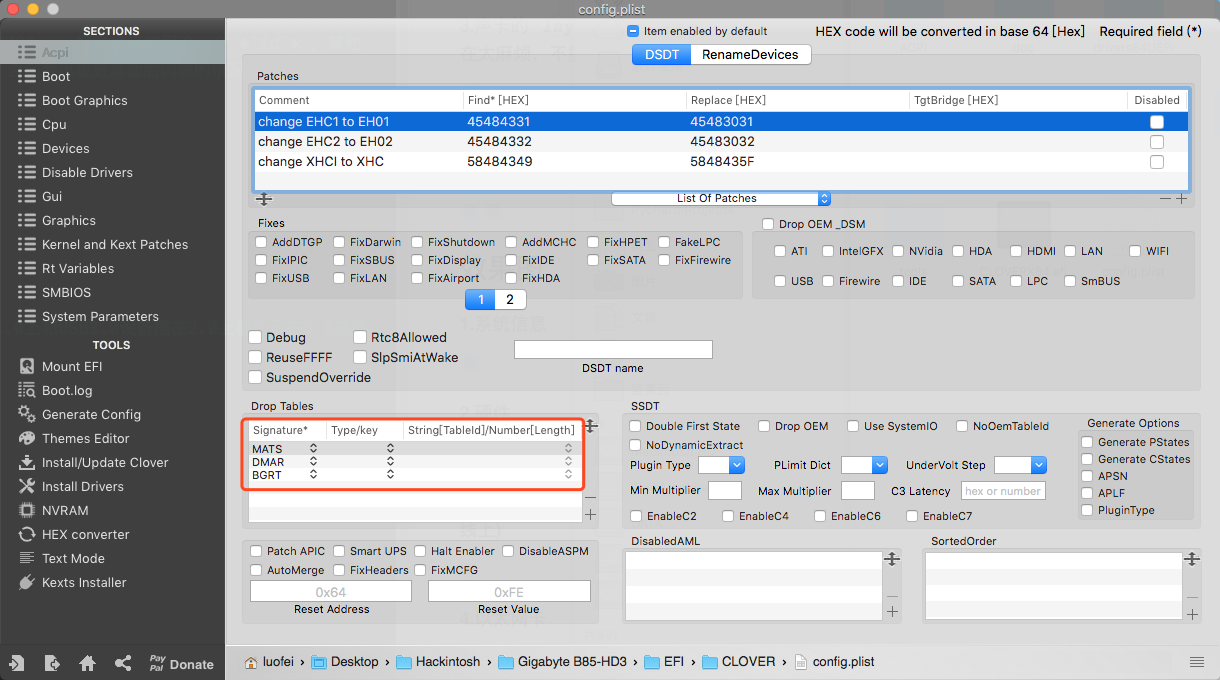 config.plist
SECTIONS
Acpi
Boot
Boot Graphics
Cpu
Devices
Disable Drivers
Gui
Graphics
Kernel and Kext Patches
Rt Variables
SMBIOS
System Parameters
TOOLS
Mount EFI
Boot.log
Generate Config
Themes Editor
Install/Update Clover
Install Drivers
NVRAM
HEX converter
Text Mode
Kexts Installer
Pay Pal Donate
Item enabled by default HEX code will be converted in base 64 [Hex] Required field (*)
DSDT RenameDevices
Patches
Comment Find* [HEX] Replace [HEX] TgtBridge [HEX] Disabled
change EHC1 to EH01 45484331 45483031
change EHC2 to EH02 45484332 45483032
change XHCI to XHC 58484349 5848435F
List Of Patches
Fixes
AddDTGP FixDarwin FixShutdown AddMCHC FixHPET FakeLPC
FixIPIC FixSBUS FixDisplay FixIDE FixSATA FixFirewire
FixUSB FixLAN FixAirport FixHDA
1 2
Drop OEM _DSM
ATI IntelGFX NVidia HDA HDMI LAN WIFI
USB Firewire IDE SATA LPC SmBUS
Debug Rtc8Allowed
ReuseFFFF SlpSmiAtWake
SuspendOverride
DSDT name
Drop Tables
Signature* Type/key String[TableId]/Number[Length]
MATS
DMAR
BGRT
SSDT
Double First State Drop OEM Use SystemIO NoOemTableId
NoDynamicExtract
Plugin Type PLimit Dict UnderVolt Step
Min Multiplier Max Multiplier C3 Latency hex or number
EnableC2 EnableC4 EnableC6 EnableC7
Generate Options
Generate PStates
Generate CStates
APSN
APLF
PluginType
Patch APIC Smart UPS Halt Enabler DisableASPM
AutoMerge FixHeaders FixMCFG
0x64 0xFE
Reset Address Reset Value
DisabledAML SortedOrder
luofei › Desktop › Hackintosh › Gigabyte B85-HD3 › EFI › CLOVER › config.plist